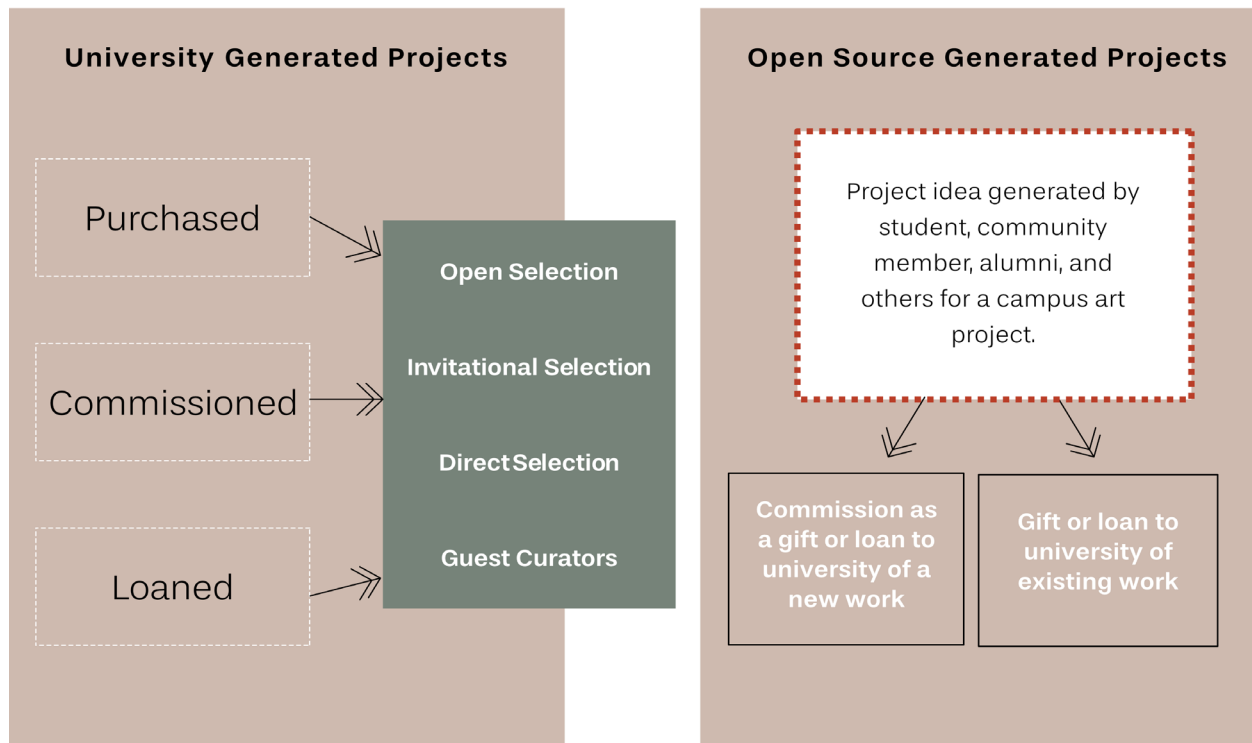 University Generated Projects
Purchased
Commissioned
Loaned
Open Selection
Invitational Selection
Direct Selection
Guest Curators
Open Source Generated Projects
Project idea generated by
student, community
member, alumni, and
others for a campus art
project.
Commission as
a gift or loan to
university of a
new work
Gift or loan to
university of
existing work